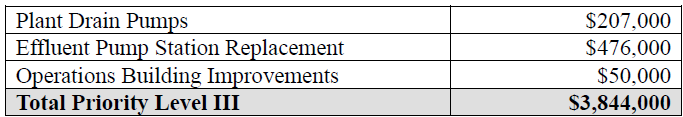 Plant Drain Pumps $207,000
Effluent Pump Station Replacement $476,000
Operations Building Improvements $50,000
Total Priority Level III $3,844,000